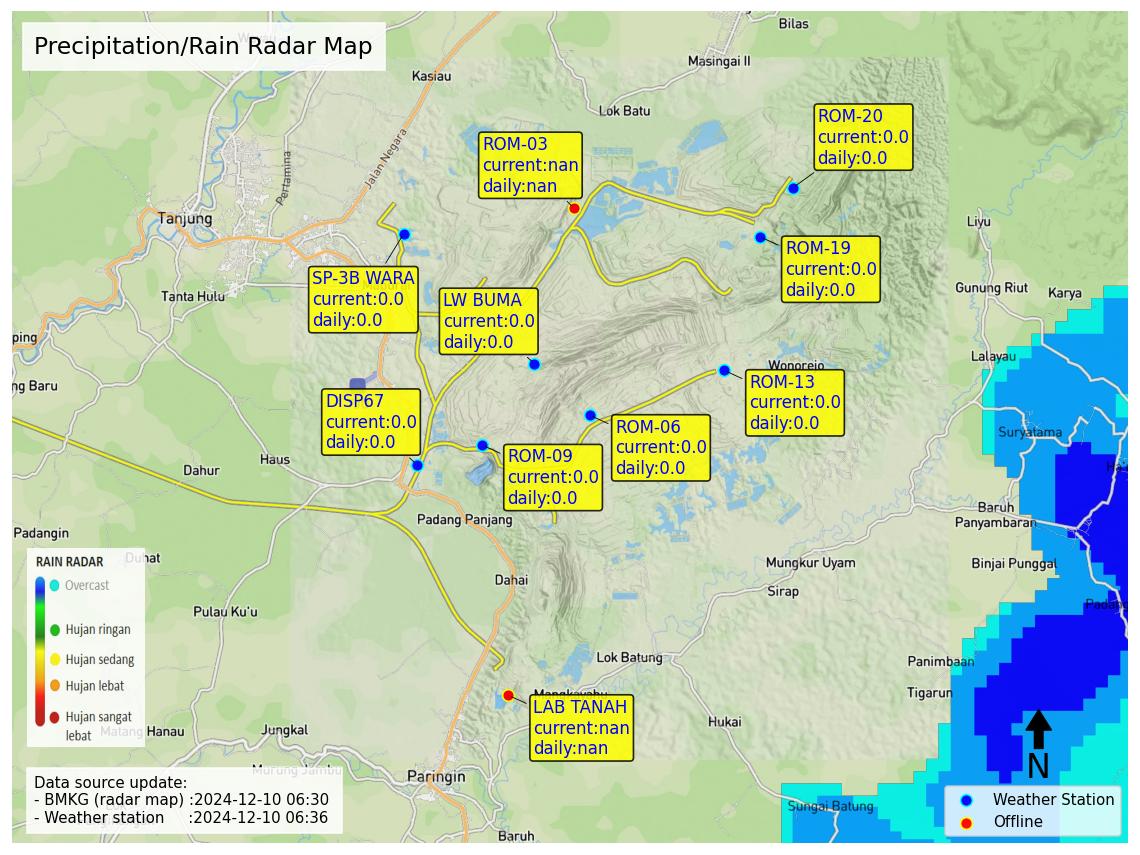 Precipitation/Rain Radar Map
Bilas
Masingai II
Kasiau
Lok Batu
Jalan Negara
Pertamina
Tanjung
Tanta Hulu
ROM-03
current:nan
daily:nan
ROM-20
current:0.0
daily:0.0
ROM-19
current:0.0
daily:0.0
SP-3B WARA
current:0.0
daily:0.0
LW BUMA
current:0.0
daily:0.0
Liyu
Gunung Riut
Karya
Lalayau
ping
ng Baru
Wonorejo
ROM-13
current:0.0
daily:0.0
DISP67
current:0.0
daily:0.0
ROM-06
current:0.0
daily:0.0
ROM-09
current:0.0
daily:0.0
Suryatama
Haus
Dahur
Padang Panjang
Baruh
Panyambaran
Padangin
Duhat
Binjai Punggal
Mungkur Uyam
Sirap
Dahai
Pulau Ku'u
Padang
Lok Batung
Panimbaan
Tigarun
RAIN RADAR
Overcast
Hujan ringan
Hujan sedang
Hujan lebat
Hujan sangat
lebat
Matang Hanau
Jungkal
Murung Jambu
Mangkayahu
LAB TANAH
current:nan
daily:nan
Hukai
Paringin
Baruh
Sungai Batung
N
Data source update:
- BMKG (radar map) :2024-12-10 06:30
- Weather station :2024-12-10 06:36
Weather Station
Offline